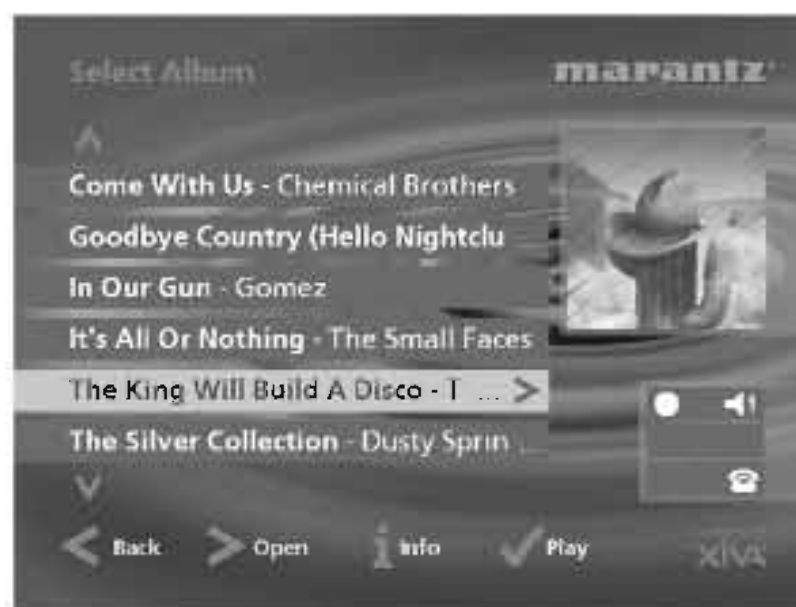 Select Album
marantz
Come With Us - Chemical Brothers
Goodbye Country (Hello Nightclu
In Our Gun - Gomez
It's All Or Nothing - The Small Faces
The King Will Build A Disco - T ... >
The Silver Collection - Dusty Sprin ...
1
Back
Open
i Info
Play
XiVA